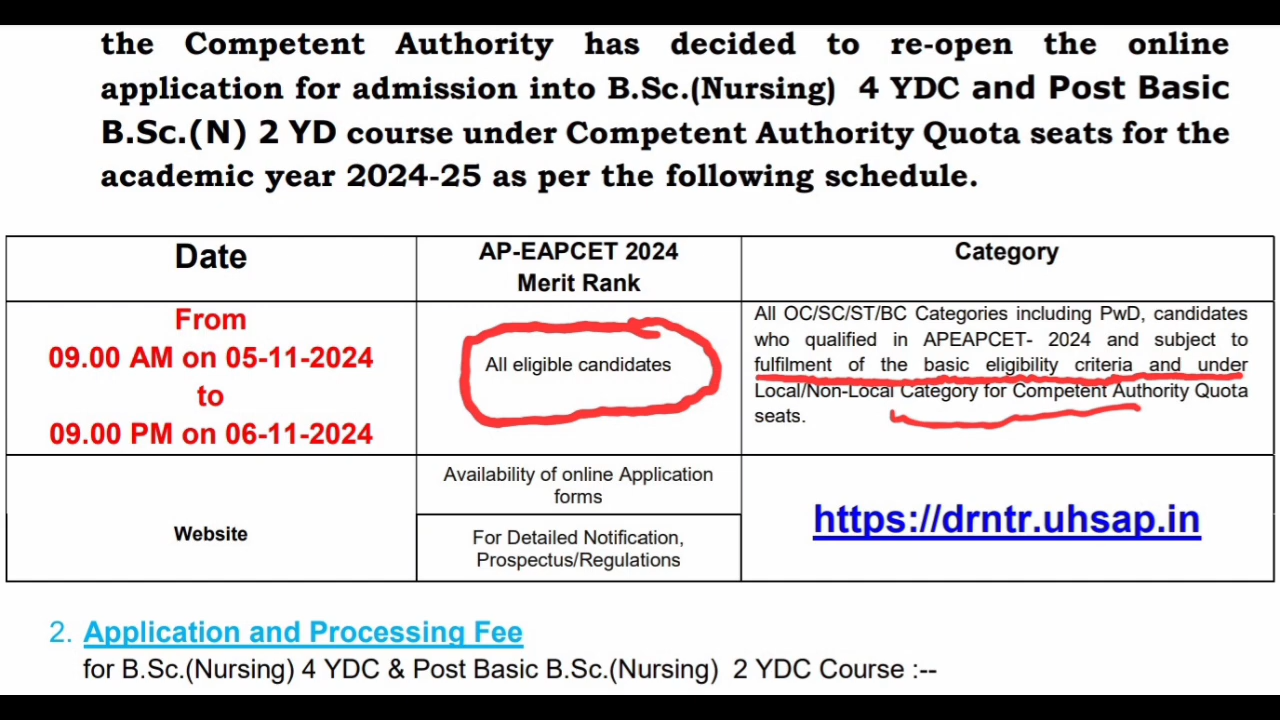 the Competent Authority has decided to re-open the online
application for admission into B.Sc.(Nursing) 4 YDC and Post Basic
B.Sc.(N) 2 YD course under Competent Authority Quota seats for the
academic year 2024-25 as per the following schedule.
Date
AP-EAPCET 2024
Merit Rank
Category
From
09.00 AM on 05-11-2024
to
09.00 PM on 06-11-2024
All eligible candidates
All OC/SC/ST/BC Categories including PwD, candidates
who qualified in APEAPCET- 2024 and subject to
fulfilment of the basic eligibility criteria and under
Local/Non-Local Category for Competent Authority Quota
seats.
Website
Availability of online Application
forms
For Detailed Notification,
Prospectus/Regulations
https://drntr.uhsap.in
2. Application and Processing Fee
for B.Sc.(Nursing) 4 YDC & Post Basic B.Sc.(Nursing) 2 YDC Course :--